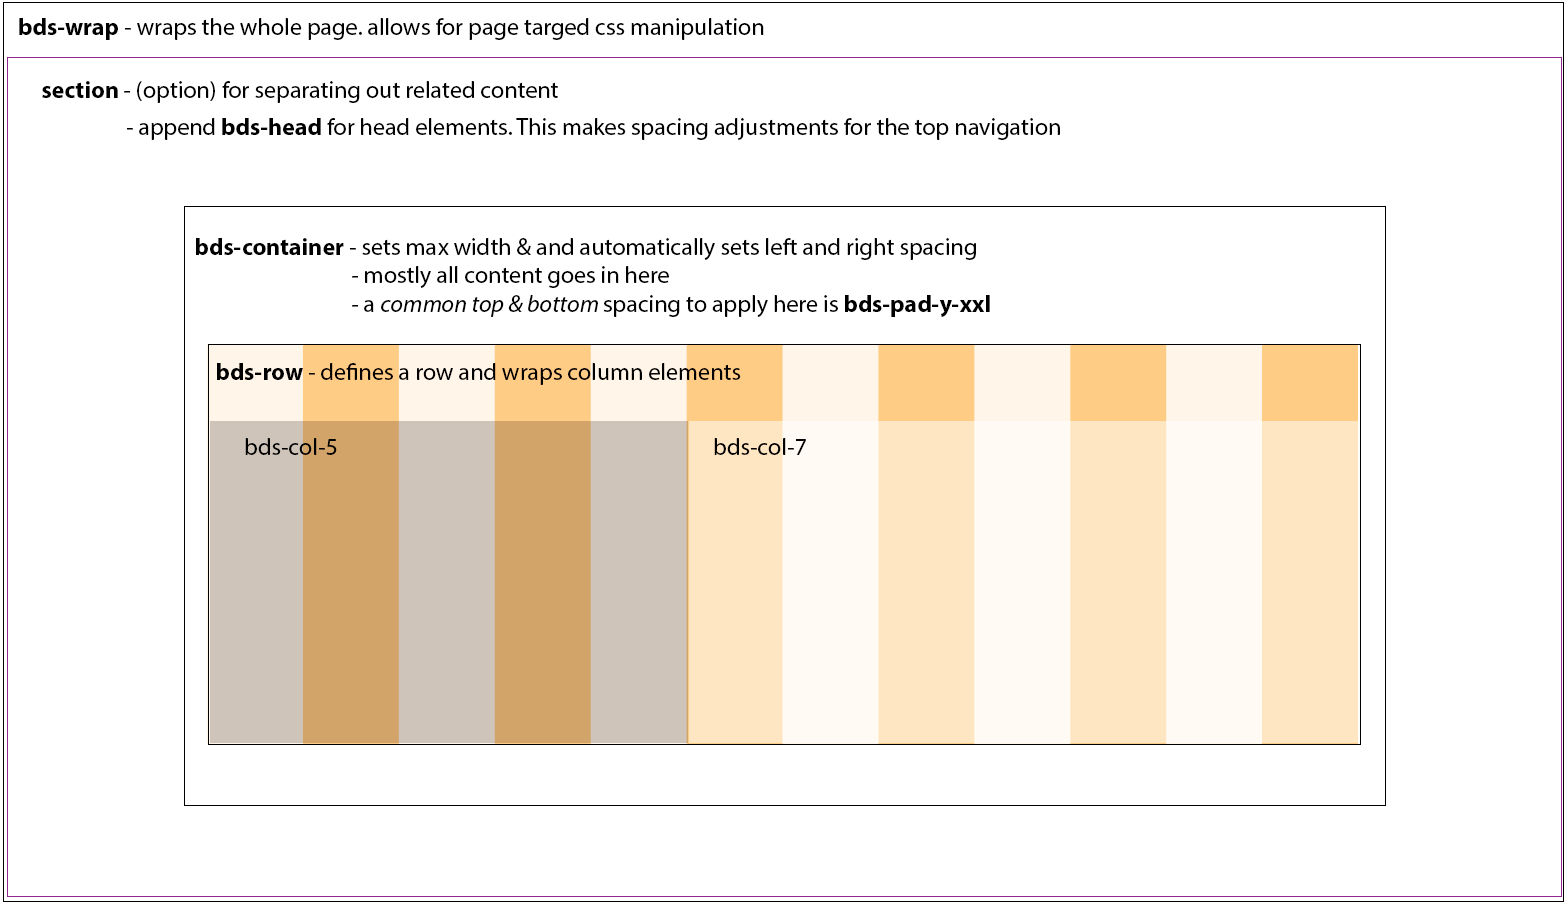 bds-wrap - wraps the whole page. allows for page targed css manipulation
section - (option) for separating out related content
- append bds-head for head elements. This makes spacing adjustments for the top navigation
bds-container - sets max width & and automatically sets left and right spacing
- mostly all content goes in here
- a common top & bottom spacing to apply here is bds-pad-y-xxl
bds-row - defines a row and wraps column elements
bds-col-5
bds-col-7